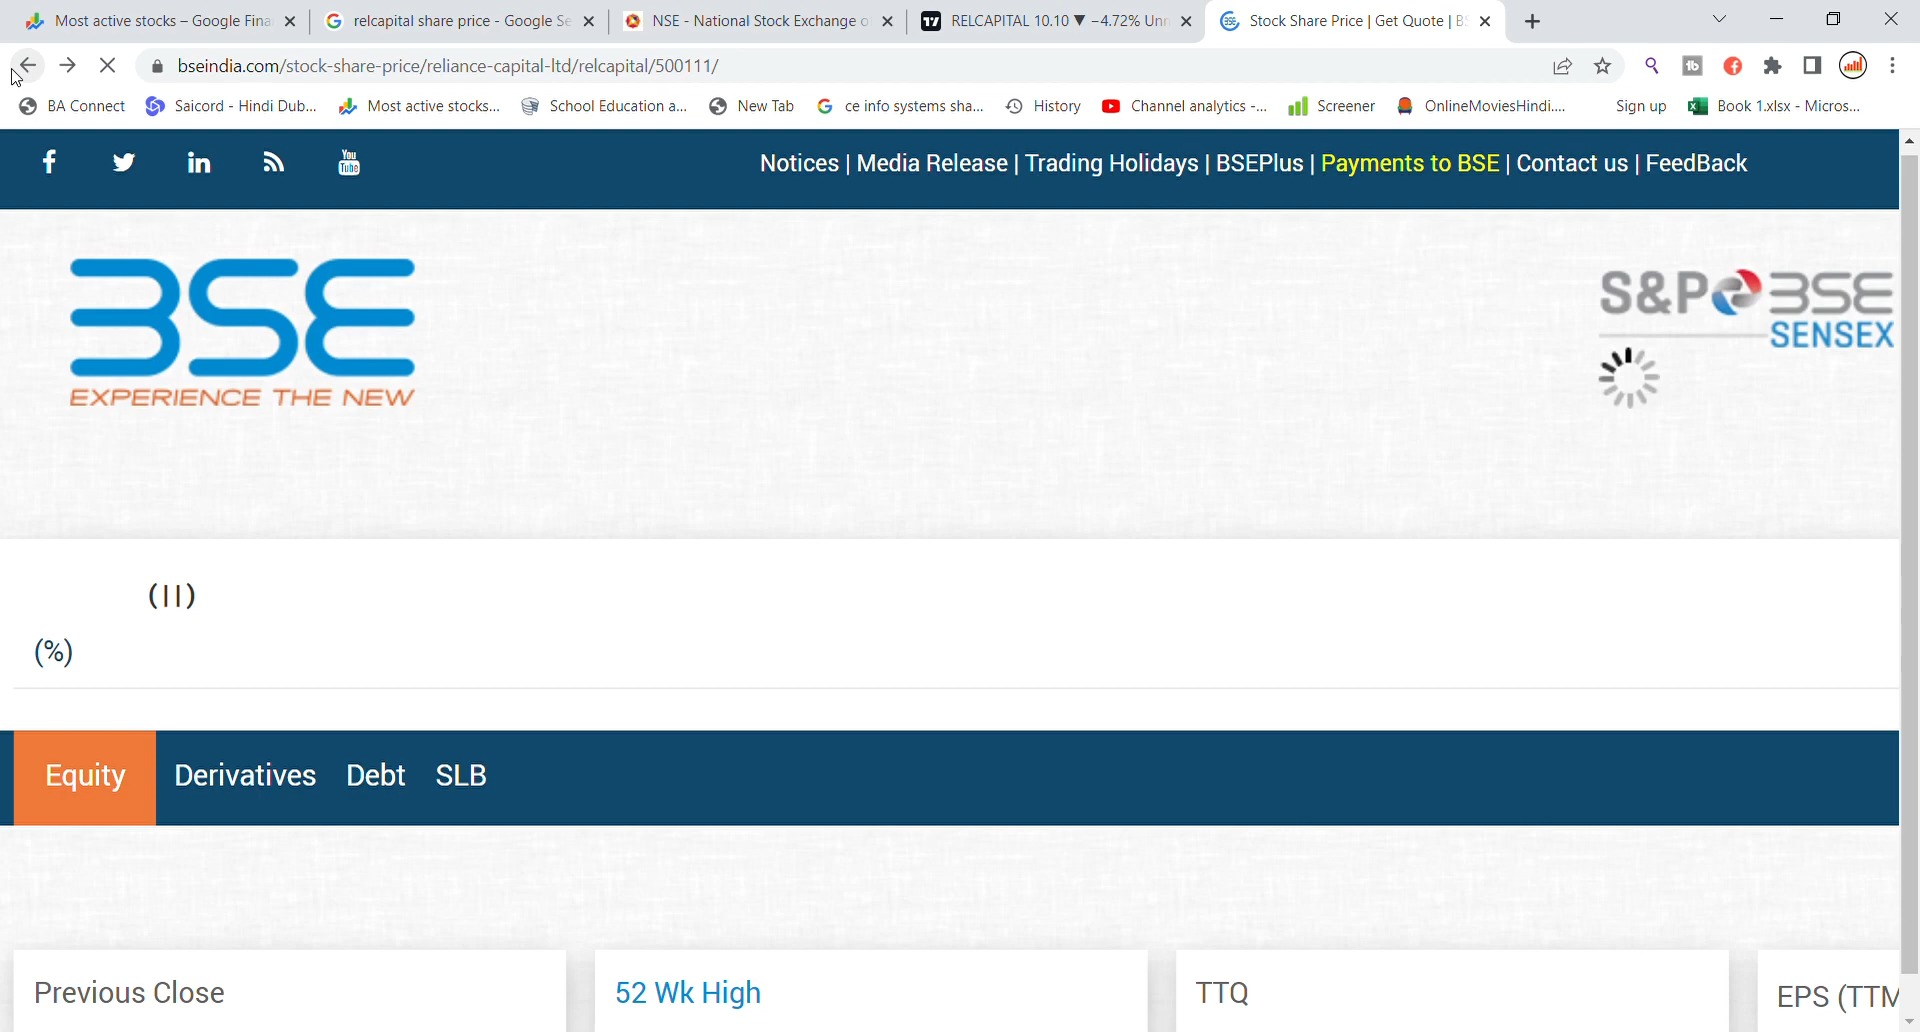 Most active stocks – Google Fina
relcapital share price - Google Se
NSE - National Stock Exchange o
RELCAPITAL 10.10 ▼ −4.72% Unn
Stock Share Price | Get Quote | BS
bseindia.com/stock-share-price/reliance-capital-ltd/relcapital/500111/
BA Connect
Saicord - Hindi Dub...
Most active stocks...
School Education a...
New Tab
ce info systems sha...
History
Channel analytics -...
Screener
OnlineMoviesHindi....
Sign up
Book 1.xlsx - Micros...
You Tube
Notices | Media Release | Trading Holidays | BSEPlus | Payments to BSE | Contact us | FeedBack
BSE
EXPERIENCE THE NEW
S&P BSE
SENSEX
( | | )
(%)
Equity Derivatives Debt SLB
Previous Close
52 Wk High
TTQ
EPS (TTM